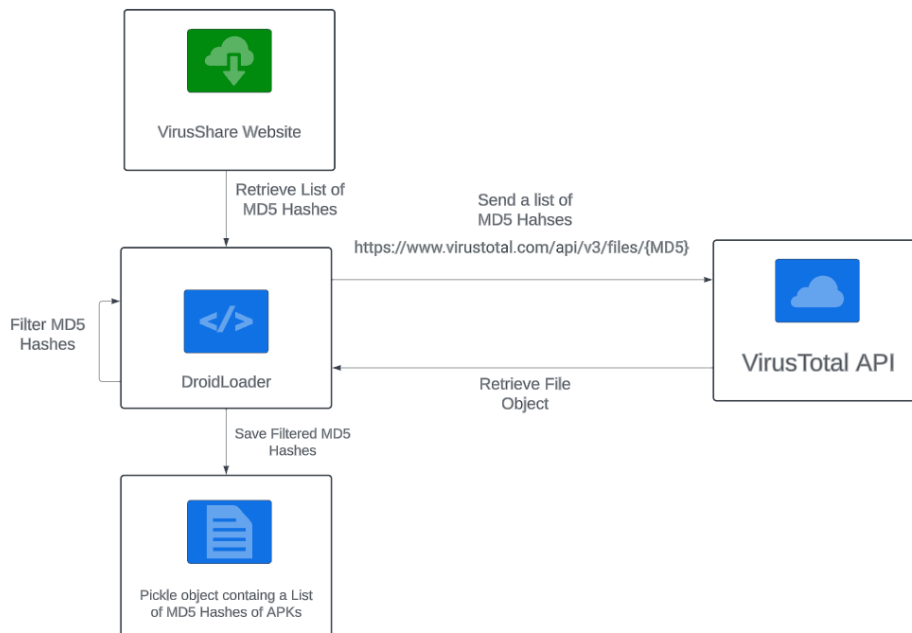 VirusShare Website
Retrieve List of
MD5 Hashes
Send a list of
MD5 Hahses
https://www.virustotal.com/api/v3/files/{MD5}
Filter MD5
Hashes
</>
DroidLoader
VirusTotal API
Retrieve File
Object
Save Filtered MD5
Hashes
Pickle object containg a List
of MD5 Hashes of APKs